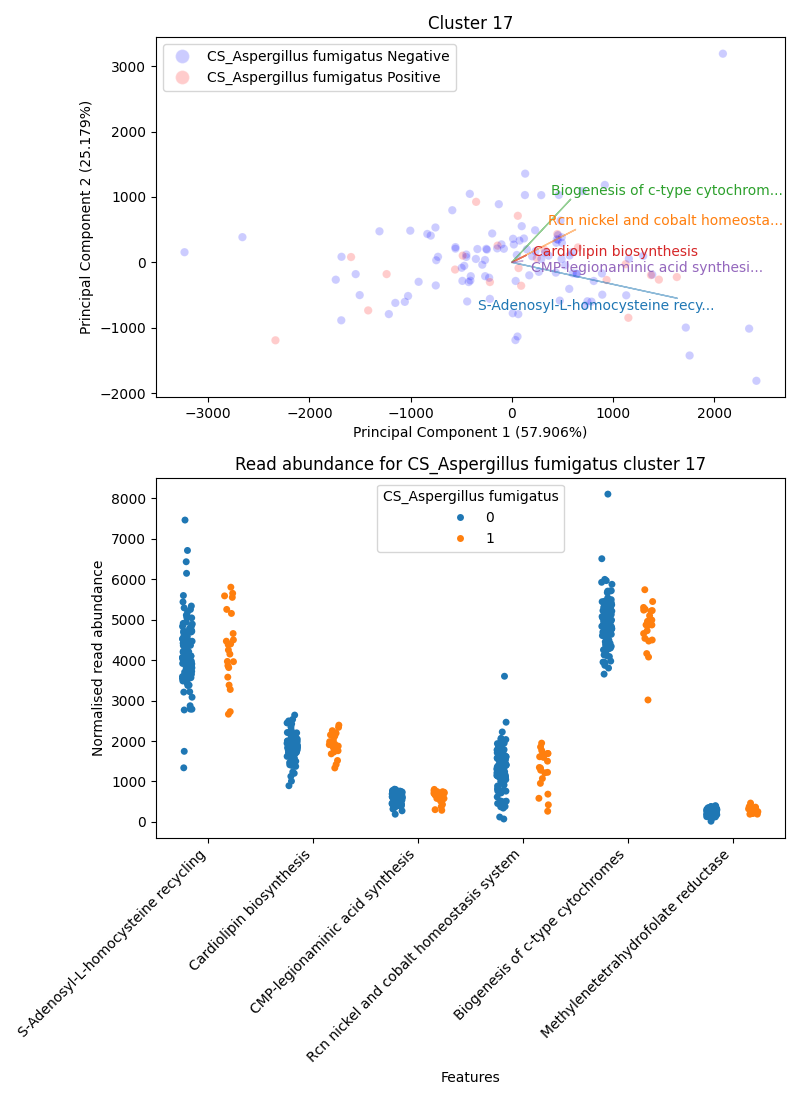 Cluster 17
CS_Aspergillus fumigatus Negative
CS_Aspergillus fumigatus Positive
3000
2000
1000
0
−1000
−2000
Principal Component 2 (25.179%)
Biogenesis of c-type cytochrom...
Rcn nickel and cobalt homeosta...
Cardiolipin biosynthesis
CMP-legionaminic acid synthesi...
S-Adenosyl-L-homocysteine recy...
−3000 −2000 −1000 0 1000 2000
Principal Component 1 (57.906%)
Read abundance for CS_Aspergillus fumigatus cluster 17
CS_Aspergillus fumigatus
0
1
8000
7000
6000
5000
4000
3000
2000
1000
0
Normalised read abundance
S-Adenosyl-L-homocysteine recycling
Cardiolipin biosynthesis
CMP-legionaminic acid synthesis
Rcn nickel and cobalt homeostasis system
Biogenesis of c-type cytochromes
Methylenetetrahydrofolate reductase
Features